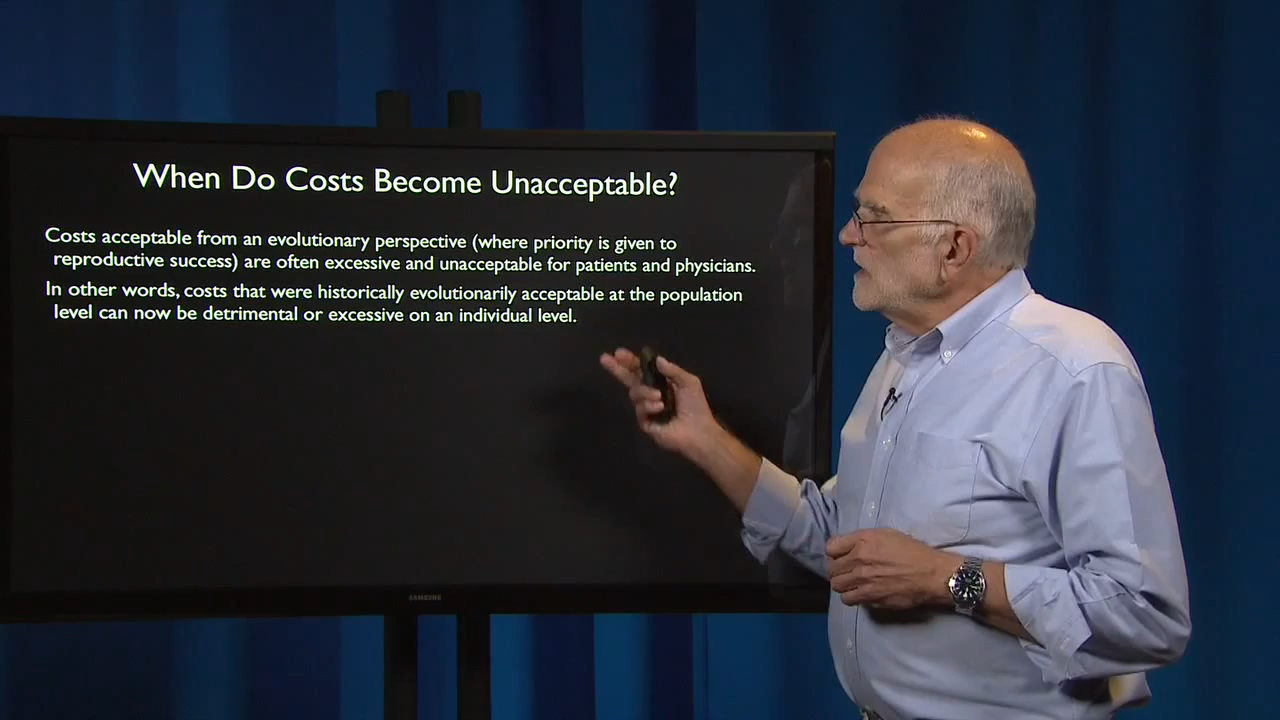 When Do Costs Become Unacceptable?
Costs acceptable from an evolutionary perspective (where priority is given to
reproductive success) are often excessive and unacceptable for patients and physicians.
In other words, costs that were historically evolutionarily acceptable at the population
level can now be detrimental or excessive on an individual level.
SAMSUNG